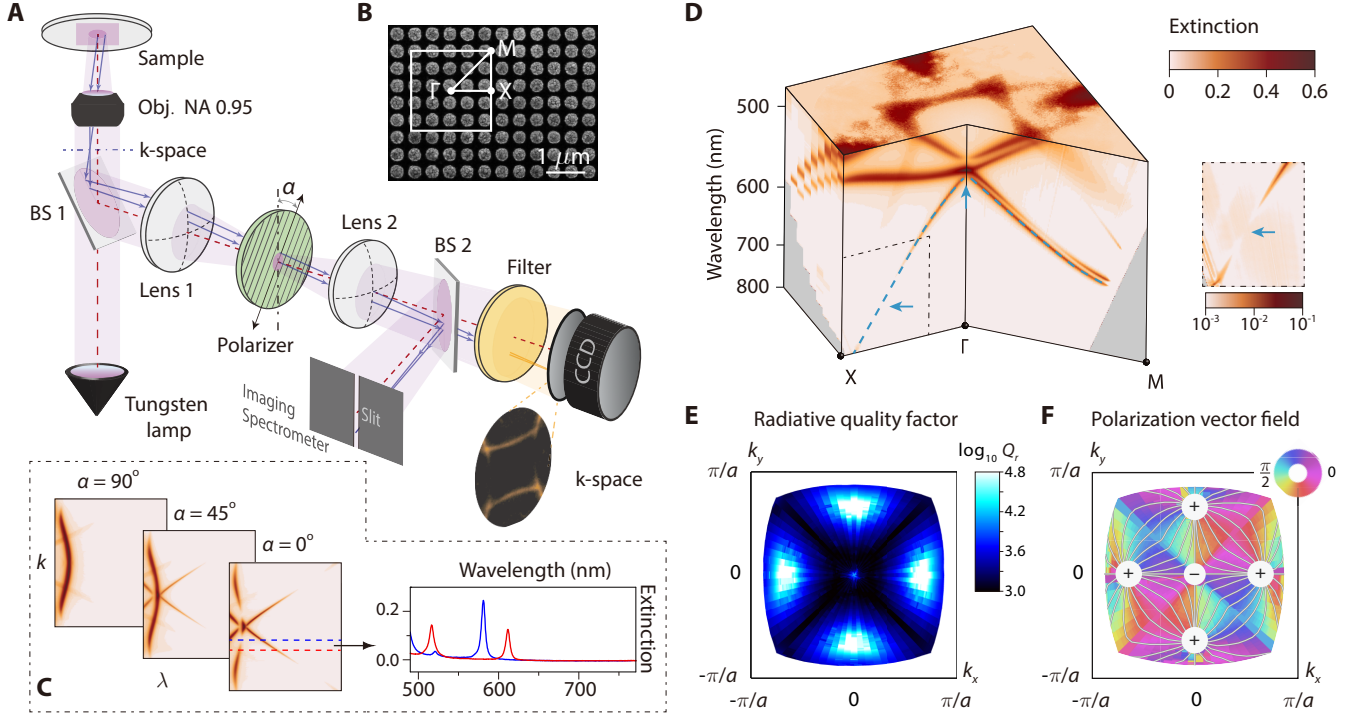 A
Sample
Obj. NA 0.95
k-space
BS 1
Lens 1
α
Polarizer
Lens 2
BS 2
Filter
CCD
Tungsten
lamp
Imaging
Spectrometer
Slit
k-space
B
M
Γ
X
1 μm
C
α = 90°
α = 45°
α = 0°
k
λ
Wavelength (nm)
Extinction
0.2
0.0
500
600
700
D
Extinction
0
0.2
0.4
0.6
Wavelength (nm)
500
600
700
800
X
Γ
M
10⁻³
10⁻²
10⁻¹
E
Radiative quality factor
log₁₀ Qᵣ
4.8
4.2
3.6
3.0
k_y
π/a
0
-π/a
k_x
-π/a
0
π/a
F
Polarization vector field
π/2
0
k_y
π/a
0
-π/a
+
+
−
+
+
k_x
-π/a
0
π/a